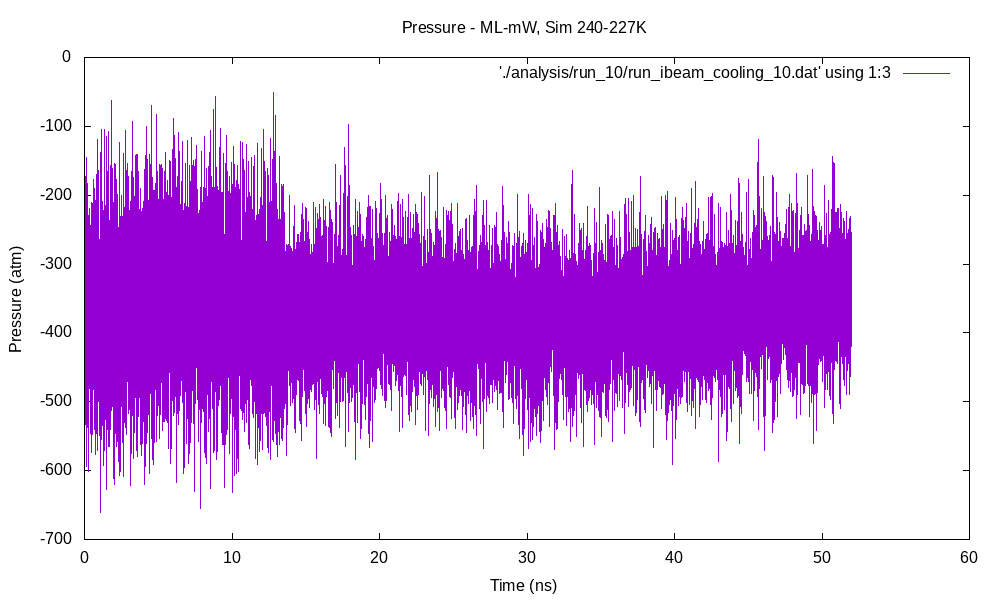 Pressure - ML-mW, Sim 240-227K
'./analysis/run_10/run_ibeam_cooling_10.dat' using 1:3
Pressure (atm)
0
-100
-200
-300
-400
-500
-600
-700
0 10 20 30 40 50 60
Time (ns)